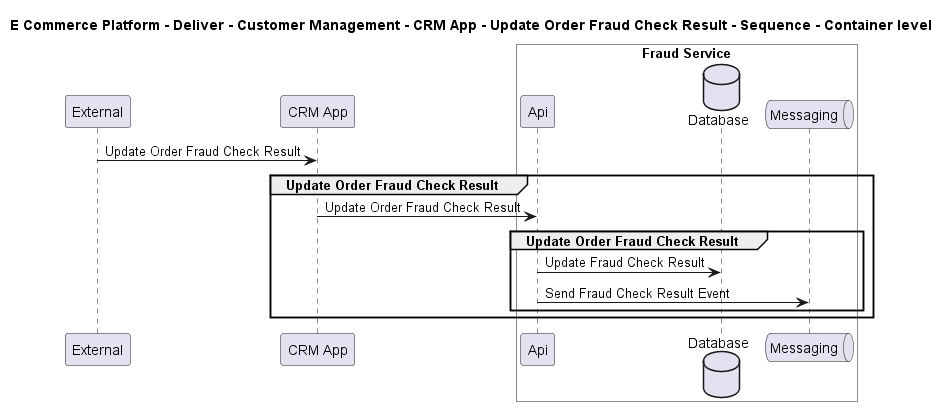 E Commerce Platform - Deliver - Customer Management - CRM App - Update Order Fraud Check Result - Sequence - Container level
Fraud Service
External
CRM App
Api
Database
Messaging
Update Order Fraud Check Result
Update Order Fraud Check Result
Update Order Fraud Check Result
Update Order Fraud Check Result
Update Fraud Check Result
Send Fraud Check Result Event
External
CRM App
Api
Database
Messaging